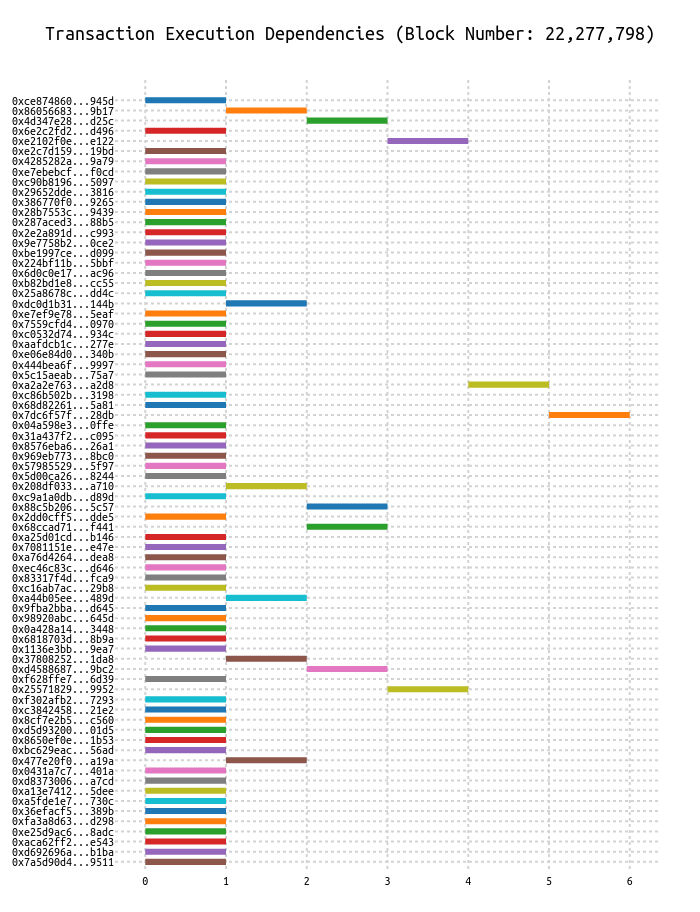 Transaction Execution Dependencies (Block Number: 22,277,798)
0xce874860...945d
0x86056683...9b17
0x4d347e28...d25c
0x6e2c2fd2...d496
0xe2102f0e...e122
0xe2c7d159...19bd
0x4285282a...9a79
0xe7ebebcf...f0cd
0xc90b8196...5097
0x29652dde...3816
0x386770f0...9265
0x28b7553c...9439
0x287aced3...88b5
0x2e2a891d...c993
0x9e7758b2...0ce2
0xbe1997ce...d099
0x224bf11b...5bbf
0x6d0c0e17...ac96
0xb82bd1e8...cc55
0x25a8678c...dd4c
0xdc0d1b31...144b
0xe7ef9e78...5eaf
0x7559cfd4...0970
0xc0532d74...934c
0xaafdcb1c...277e
0xe06e84d0...340b
0x444bea6f...9997
0x5c15aeab...75a7
0xa2a2e763...a2d8
0xc86b502b...3198
0x68d82261...5a81
0x7dc6f57f...28db
0x04a598e3...0ffe
0x31a437f2...c095
0x8576eba6...26a1
0x969eb773...8bc0
0x57985529...5f97
0x5d00ca26...8244
0x208df033...a710
0xc9a1a0db...d89d
0x88c5b206...5c57
0x2dd0cff5...dde5
0x68ccad71...f441
0xa25d01cd...b146
0x7081151e...e47e
0xa76d4264...dea8
0xec46c83c...d646
0x83317f4d...fca9
0xc16ab7ac...29b8
0xa44b05ee...489d
0x9fba2bba...d645
0x98920abc...645d
0x0a428a14...3448
0x6818703d...8b9a
0x1136e3bb...9ea7
0x37808252...1da8
0xd4588687...9bc2
0xf628ffe7...6d39
0x25571829...9952
0xf302afb2...7293
0xc3842458...21e2
0x8cf7e2b5...c560
0xd5d93200...01d5
0x8650ef0e...1b53
0xbc629eac...56ad
0x477e20f0...a19a
0x0431a7c7...401a
0xd8373006...a7cd
0xa13e7412...5dee
0xa5fde1e7...730c
0x36efacf5...389b
0xfa3a8d63...d298
0xe25d9ac6...8adc
0xaca62ff2...e543
0xd692696a...b1ba
0x7a5d90d4...9511
0 1 2 3 4 5 6